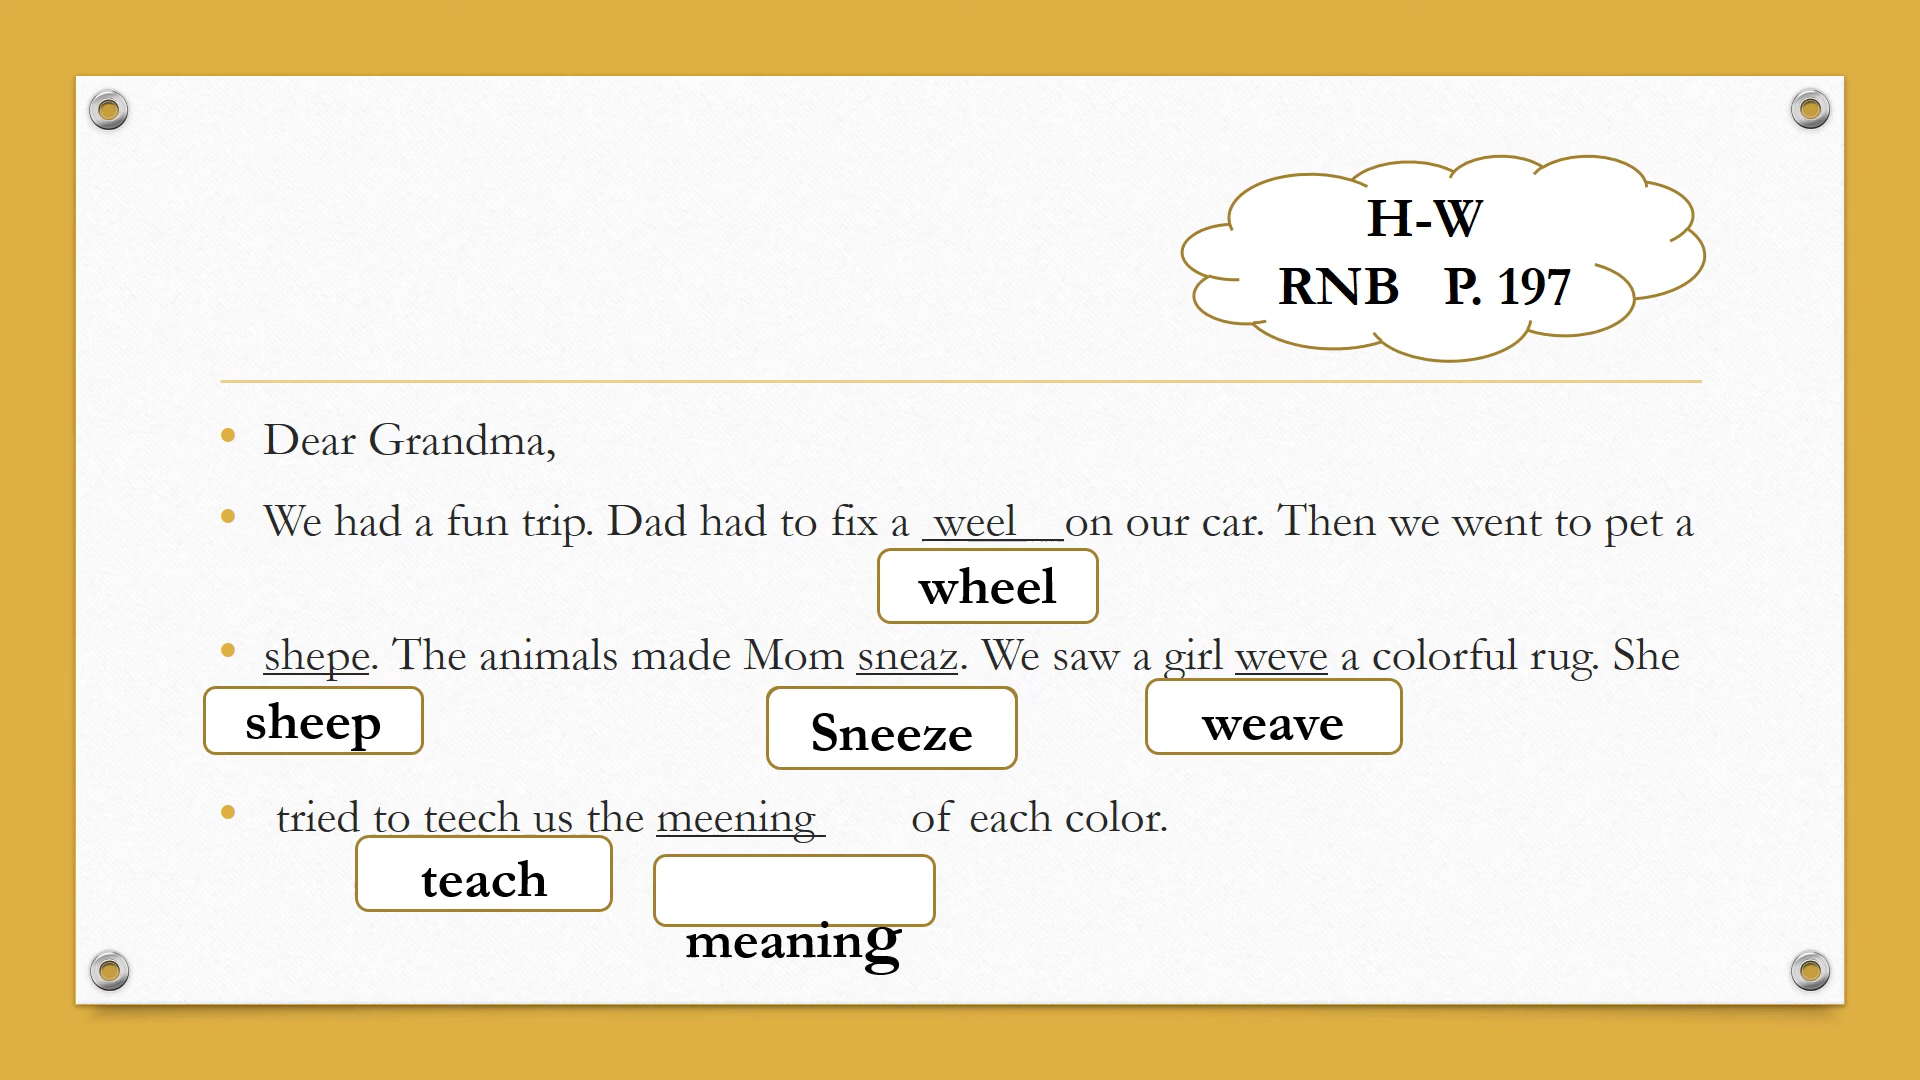 H-W
RNB P. 197
Dear Grandma,
We had a fun trip. Dad had to fix a weel on our car. Then we went to pet a
wheel
shepe. The animals made Mom sneaz. We saw a girl weve a colorful rug. She
sheep Sneeze weave
tried to teech us the meening of each color.
teach
meaning